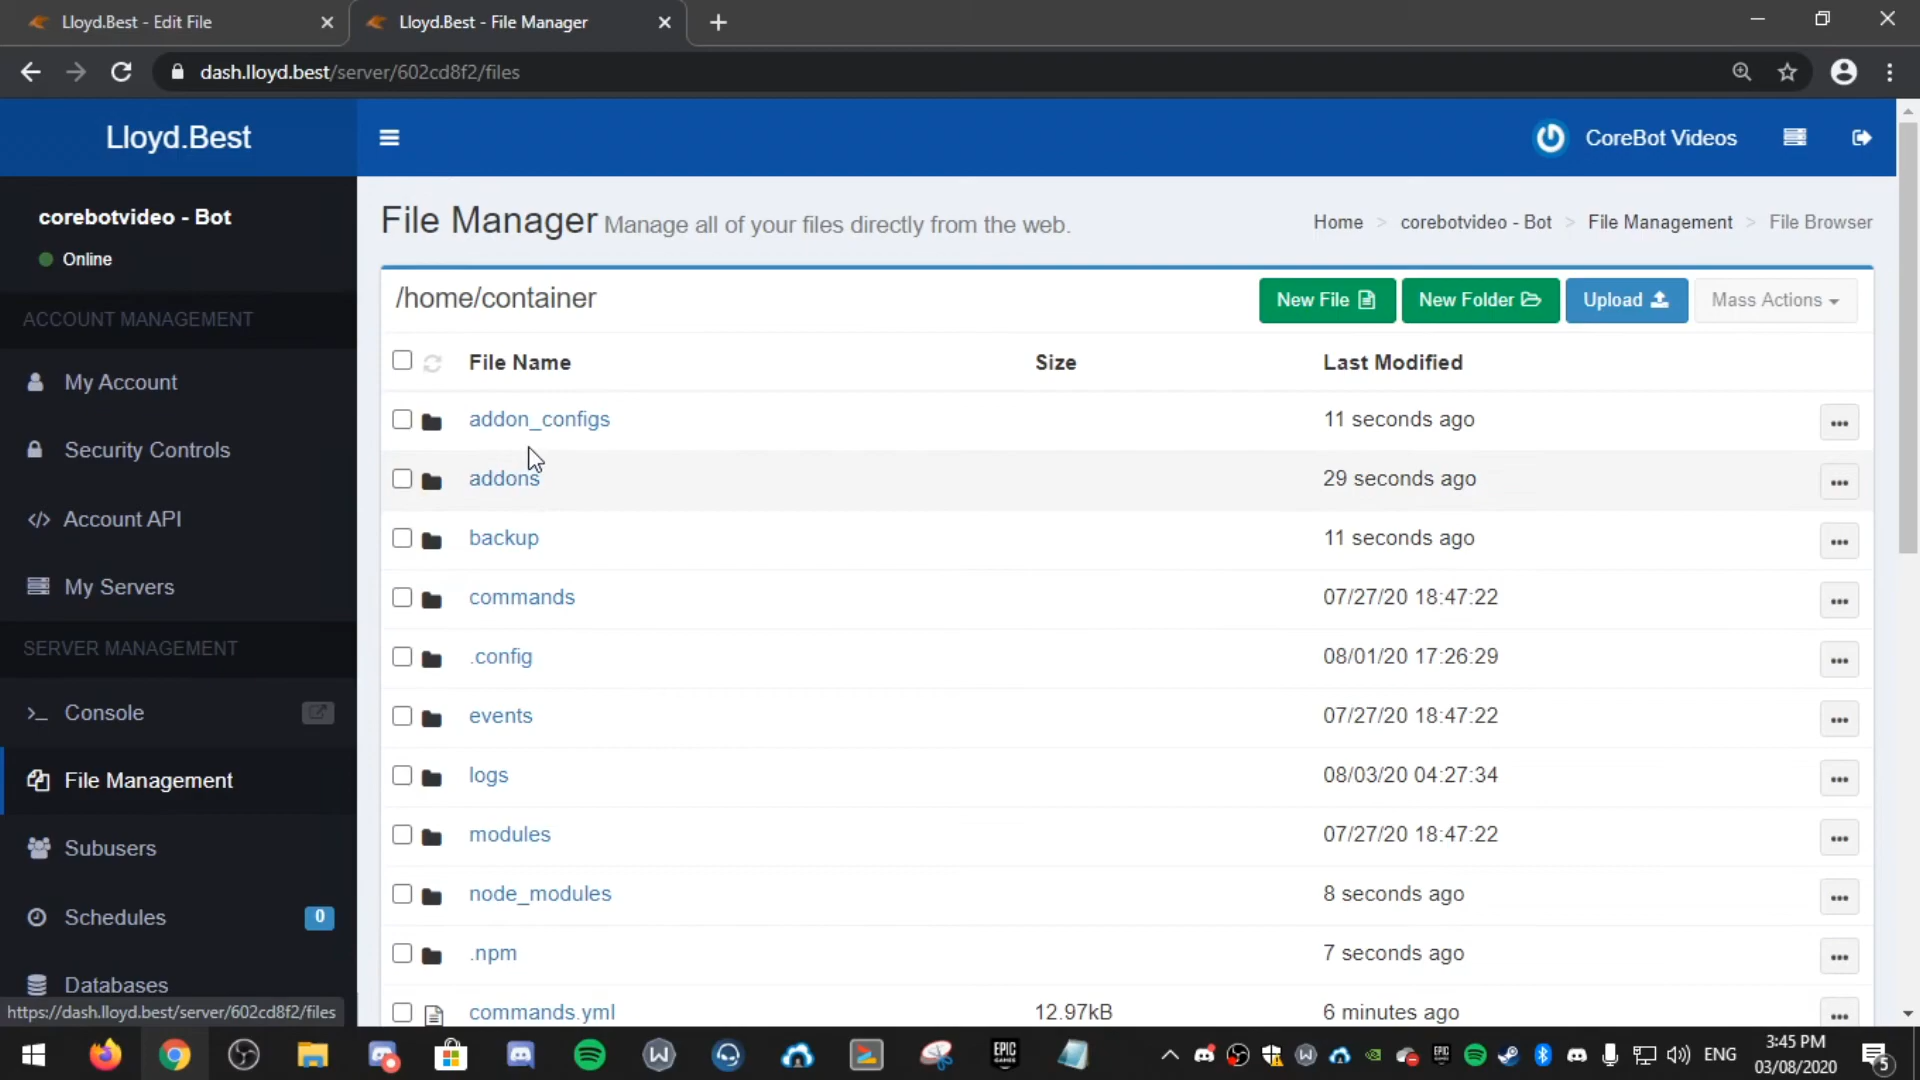 Lloyd.Best - Edit File
Lloyd.Best - File Manager
dash.lloyd.best/server/602cd8f2/files
Lloyd.Best
CoreBot Videos
corebotvideo - Bot
Online
ACCOUNT MANAGEMENT
My Account
Security Controls
Account API
My Servers
SERVER MANAGEMENT
Console
File Management
Subusers
Schedules 0
Databases
https://dash.lloyd.best/server/602cd8f2/files
File Manager Manage all of your files directly from the web.
Home > corebotvideo - Bot > File Management > File Browser
/home/container
New File New Folder Upload Mass Actions
File Name Size Last Modified
addon_configs 11 seconds ago
addons 29 seconds ago
backup 11 seconds ago
commands 07/27/20 18:47:22
.config 08/01/20 17:26:29
events 07/27/20 18:47:22
logs 08/03/20 04:27:34
modules 07/27/20 18:47:22
node_modules 8 seconds ago
.npm 7 seconds ago
commands.yml 12.97kB 6 minutes ago
EPIC GAMES
ENG
3:45 PM
03/08/2020
5